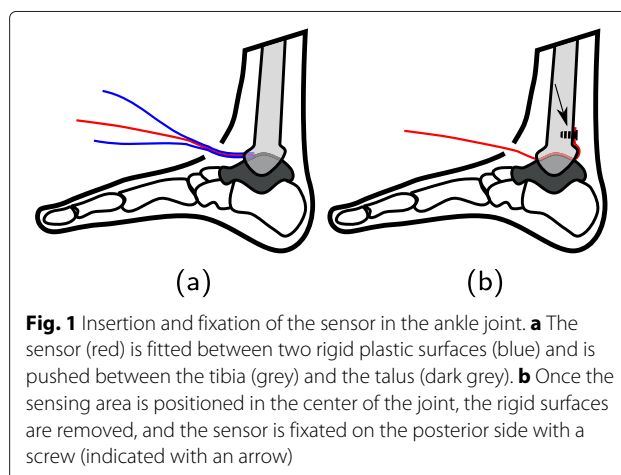 (a)
(b)
Fig. 1 Insertion and fixation of the sensor in the ankle joint. a The
sensor (red) is fitted between two rigid plastic surfaces (blue) and is
pushed between the tibia (grey) and the talus (dark grey). b Once the
sensing area is positioned in the center of the joint, the rigid surfaces
are removed, and the sensor is fixated on the posterior side with a
screw (indicated with an arrow)